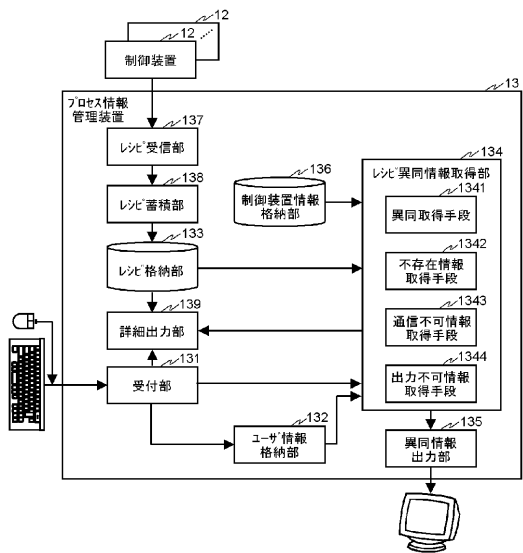 12
12
制御装置
13
プロセス情報
管理装置
137
レシピ受信部
138
レシピ蓄積部
133
レシピ格納部
139
詳細出力部
131
受付部
136
制御装置情報
格納部
132
ユーザ情報
格納部
134
レシピ異同情報取得部
1341
異同取得手段
1342
不存在情報
取得手段
1343
通信不可情報
取得手段
1344
出力不可情報
取得手段
135
異同情報
出力部